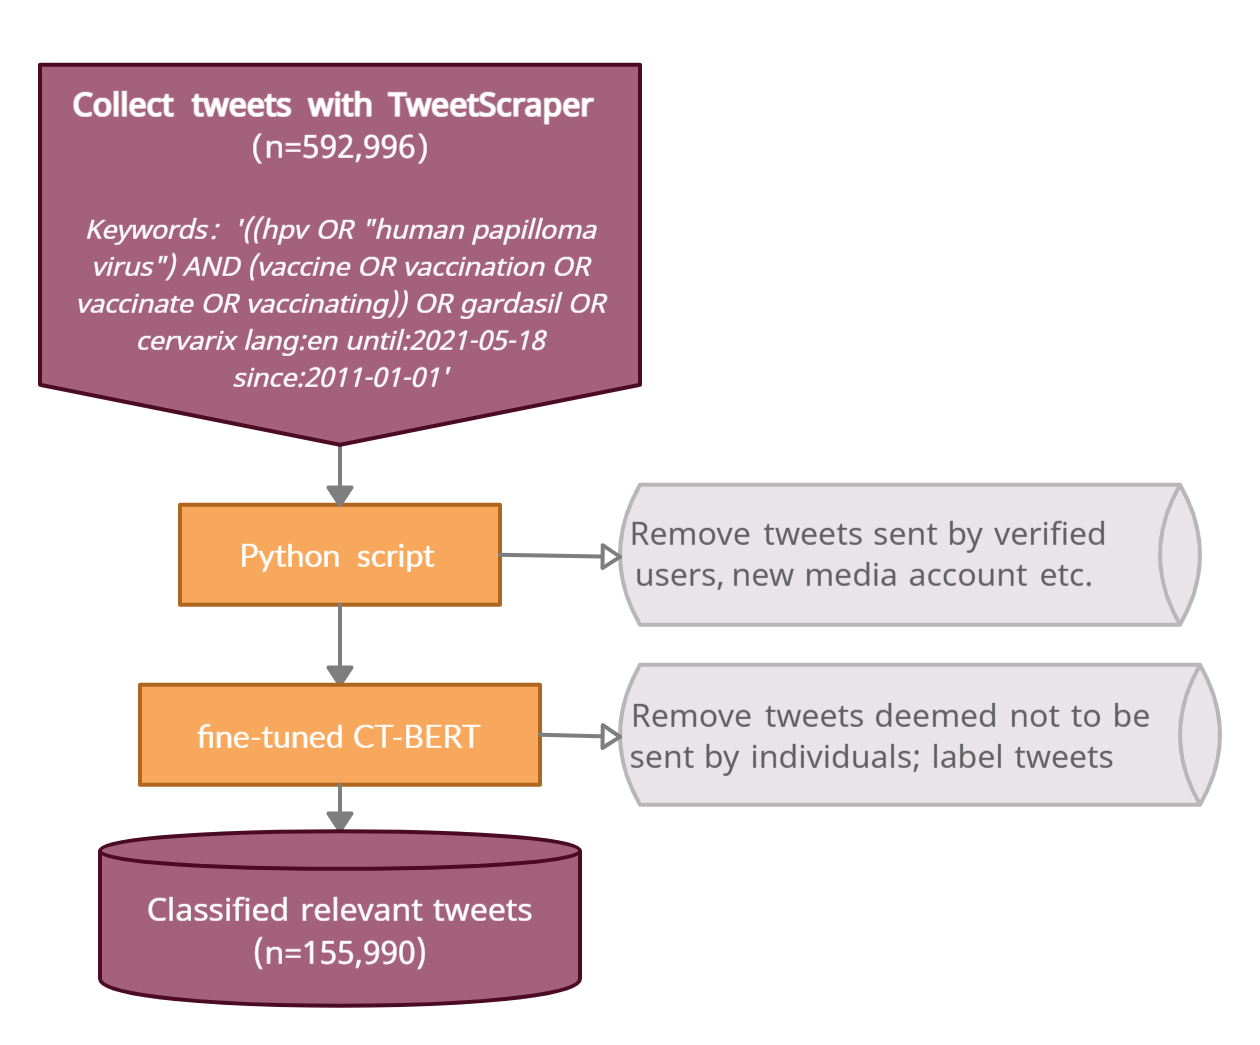 Collect tweets with TweetScraper
(n=592,996)
Keywords: '((hpv OR "human papilloma
virus") AND (vaccine OR vaccination OR
vaccinate OR vaccinating)) OR gardasil OR
cervarix lang:en until:2021-05-18
since:2011-01-01'
Python script
Remove tweets sent by verified
users, new media account etc.
fine-tuned CT-BERT
Remove tweets deemed not to be
sent by individuals; label tweets
Classified relevant tweets
(n=155,990)